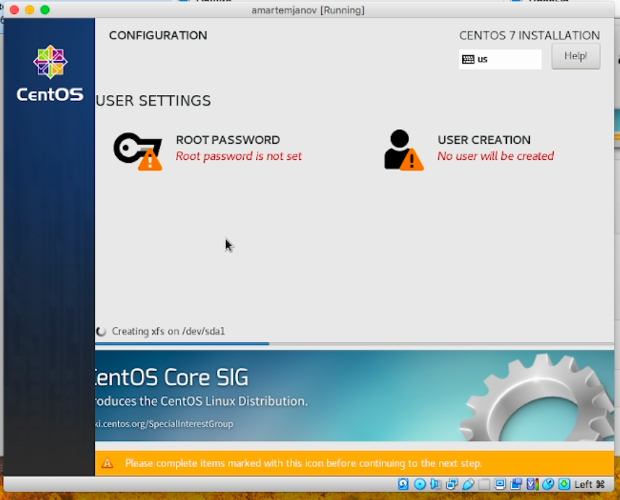 amartemjanov [Running]
CONFIGURATION
CENTOS 7 INSTALLATION
us
Help!
CentOS
USER SETTINGS
ROOT PASSWORD
Root password is not set
USER CREATION
No user will be created
Creating xfs on /dev/sda1
CentOS Core SIG
roduces the CentOS Linux Distribution.
ki.centos.org/SpecialInterestGroup
Please complete items marked with this icon before continuing to the next step.
Left ⌘